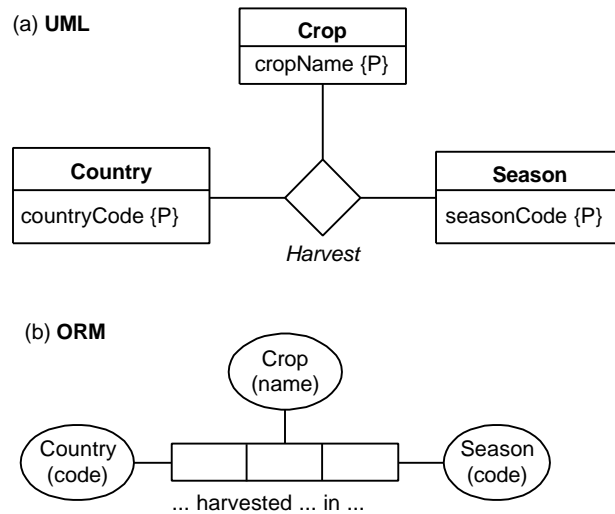 (a) UML
Crop
cropName {P}
Country
countryCode {P}
Season
seasonCode {P}
Harvest
(b) ORM
Crop
(name)
Country
(code)
Season
(code)
... harvested ... in ...